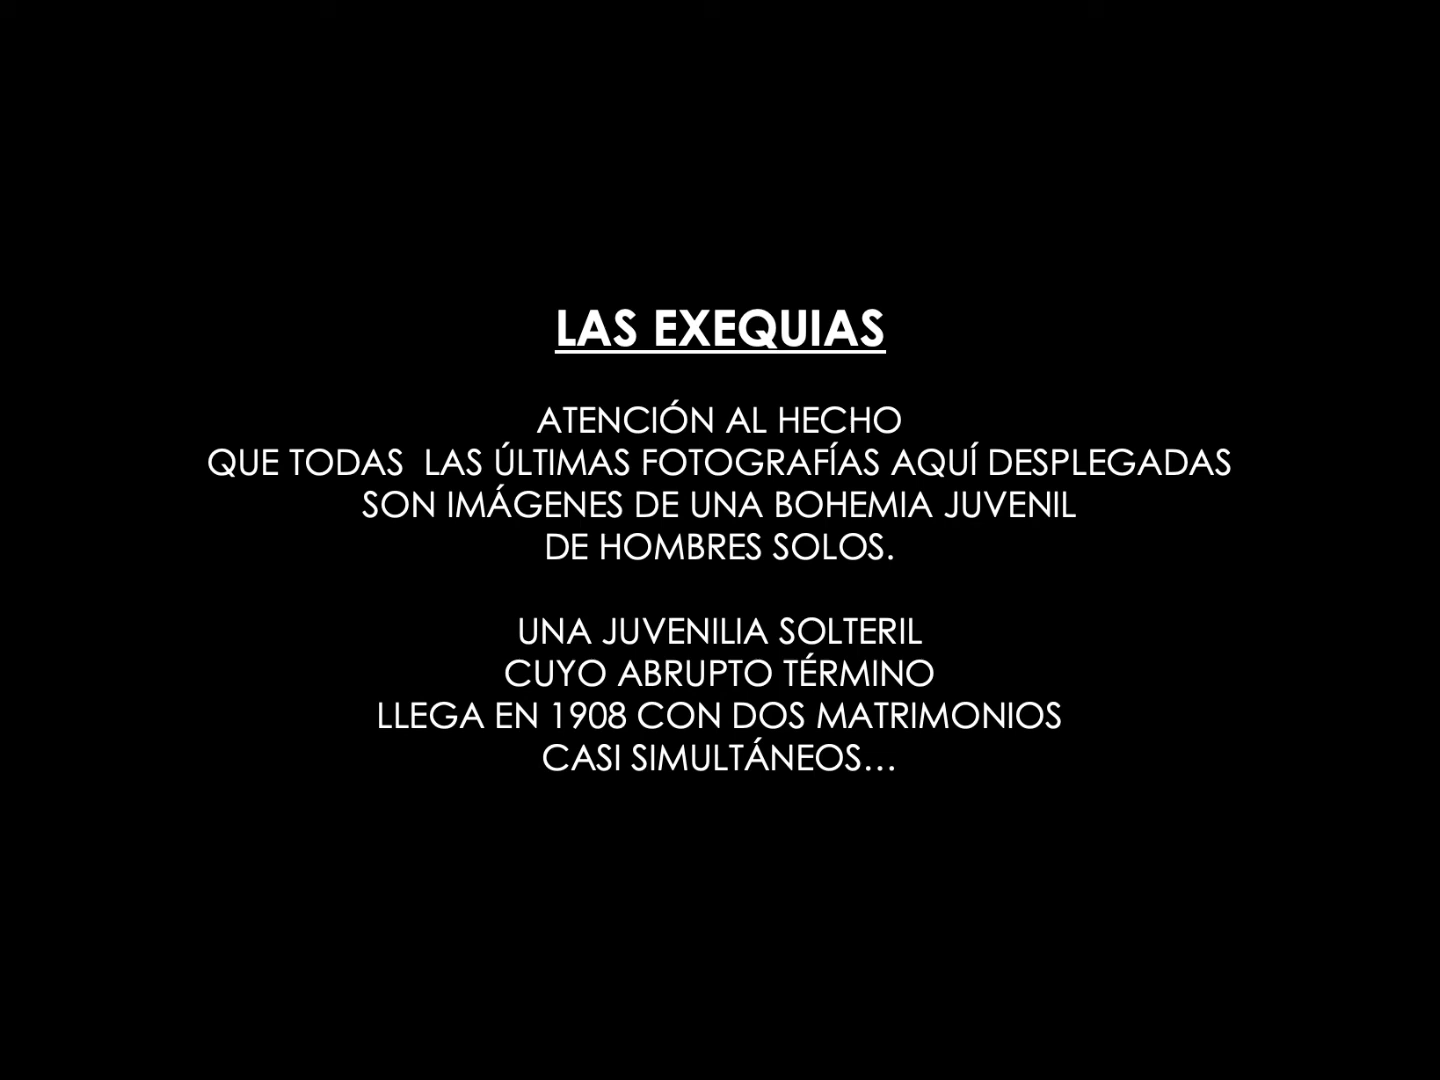 LAS EXEQUIAS
ATENCIÓN AL HECHO
QUE TODAS  LAS ÚLTIMAS FOTOGRAFÍAS AQUÍ DESPLEGADAS
SON IMÁGENES DE UNA BOHEMIA JUVENIL
DE HOMBRES SOLOS.
UNA JUVENILIA SOLTERIL
CUYO ABRUPTO TÉRMINO
LLEGA EN 1908 CON DOS MATRIMONIOS
CASI SIMULTÁNEOS…